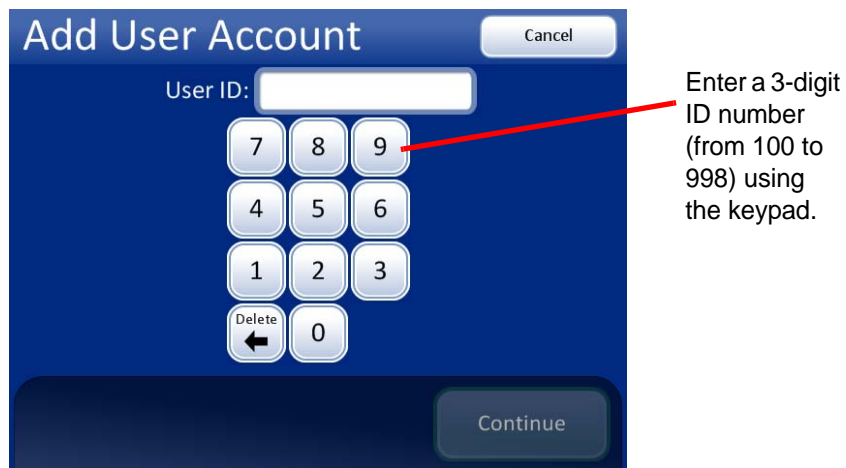 Add User Account
Cancel
User ID:
7 8 9
4 5 6
1 2 3
Delete
0
Continue
Enter a 3-digit
ID number
(from 100 to
998) using
the keypad.